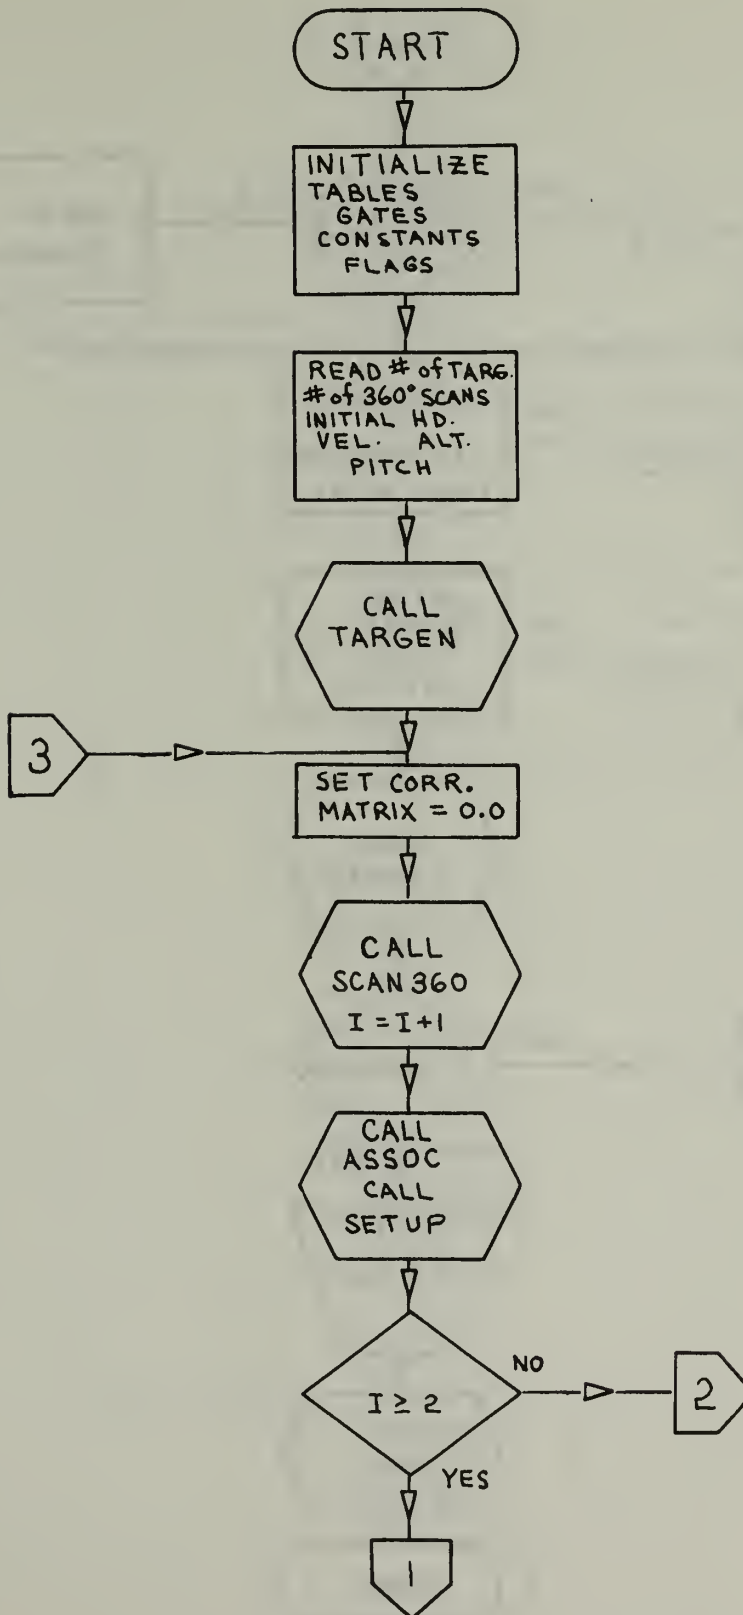 START
INITIALIZE
TABLES
GATES
CONSTANTS
FLAGS
READ # of TARG.
# of 360° SCANS
INITIAL HD.
VEL. ALT.
PITCH
CALL
TARGEN
3
SET CORR.
MATRIX = 0.0
CALL
SCAN 360
I = I+1
CALL
ASSOC
CALL
SETUP
I ≥ 2
NO
2
YES
1